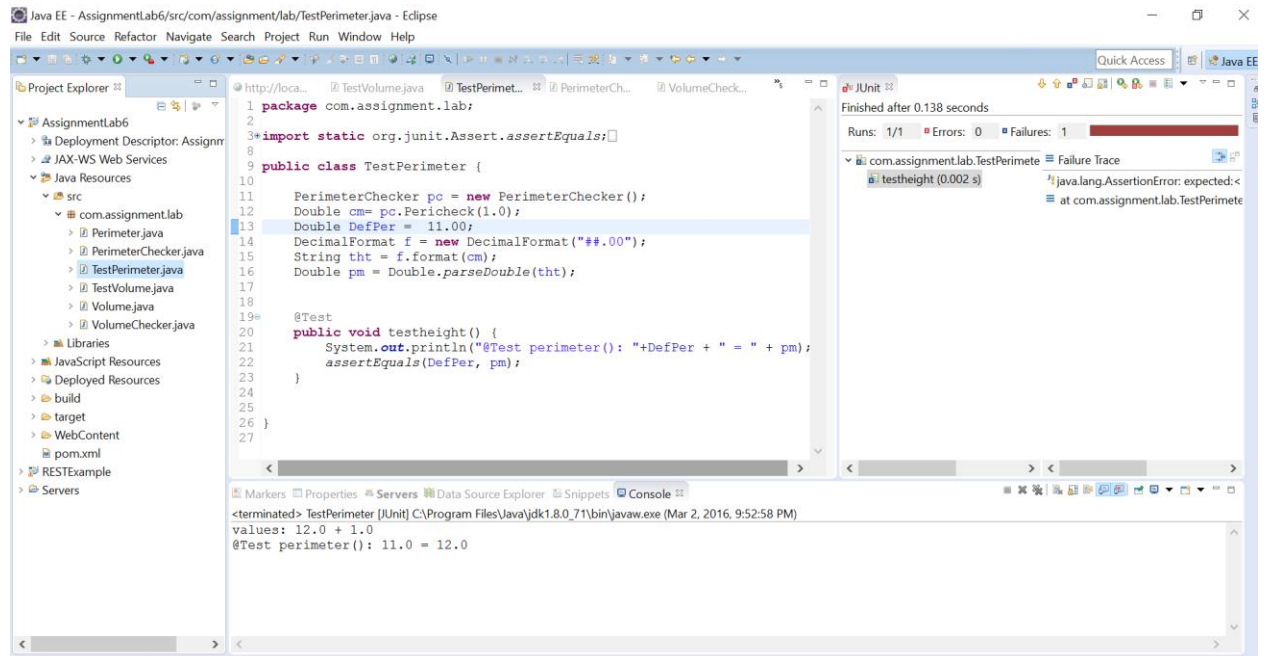 Java EE - AssignmentLab6/src/com/assignment/lab/TestPerimeter.java - Eclipse
File Edit Source Refactor Navigate Search Project Run Window Help
Quick Access
Java EE
Project Explorer
AssignmentLab6
Deployment Descriptor: Assignm
JAX-WS Web Services
Java Resources
src
com.assignment.lab
Perimeter.java
PerimeterChecker.java
TestPerimeter.java
TestVolume.java
Volume.java
VolumeChecker.java
Libraries
JavaScript Resources
Deployed Resources
build
target
WebContent
pom.xml
RESTExample
Servers
http://loca... TestVolume.java TestPerimet... PerimeterCh... VolumeCheck... 5
1 package com.assignment.lab;
2
3 import static org.junit.Assert.assertEquals;
8
9 public class TestPerimeter {
10
11 PerimeterChecker pc = new PerimeterChecker();
12 Double cm= pc.Pericheck(1.0);
13 Double DefPer =  11.00;
14 DecimalFormat f = new DecimalFormat("##.00");
15 String tht = f.format(cm);
16 Double pm = Double.parseDouble(tht);
17
18
19 @Test
20 public void testheight() {
21 System.out.println("@Test perimeter(): "+DefPer + " = " + pm);
22 assertEquals(DefPer, pm);
23 }
24
25
26 }
27
JUnit
Finished after 0.138 seconds
Runs: 1/1 Errors: 0 Failures: 1
com.assignment.lab.TestPerimete
testheight (0.002 s)
Failure Trace
java.lang.AssertionError: expected:<
at com.assignment.lab.TestPerimete
Markers Properties Servers Data Source Explorer Snippets Console
<terminated> TestPerimeter [JUnit] C:\Program Files\Java\jdk1.8.0_71\bin\javaw.exe (Mar 2, 2016, 9:52:58 PM)
values: 12.0 + 1.0
@Test perimeter(): 11.0 = 12.0